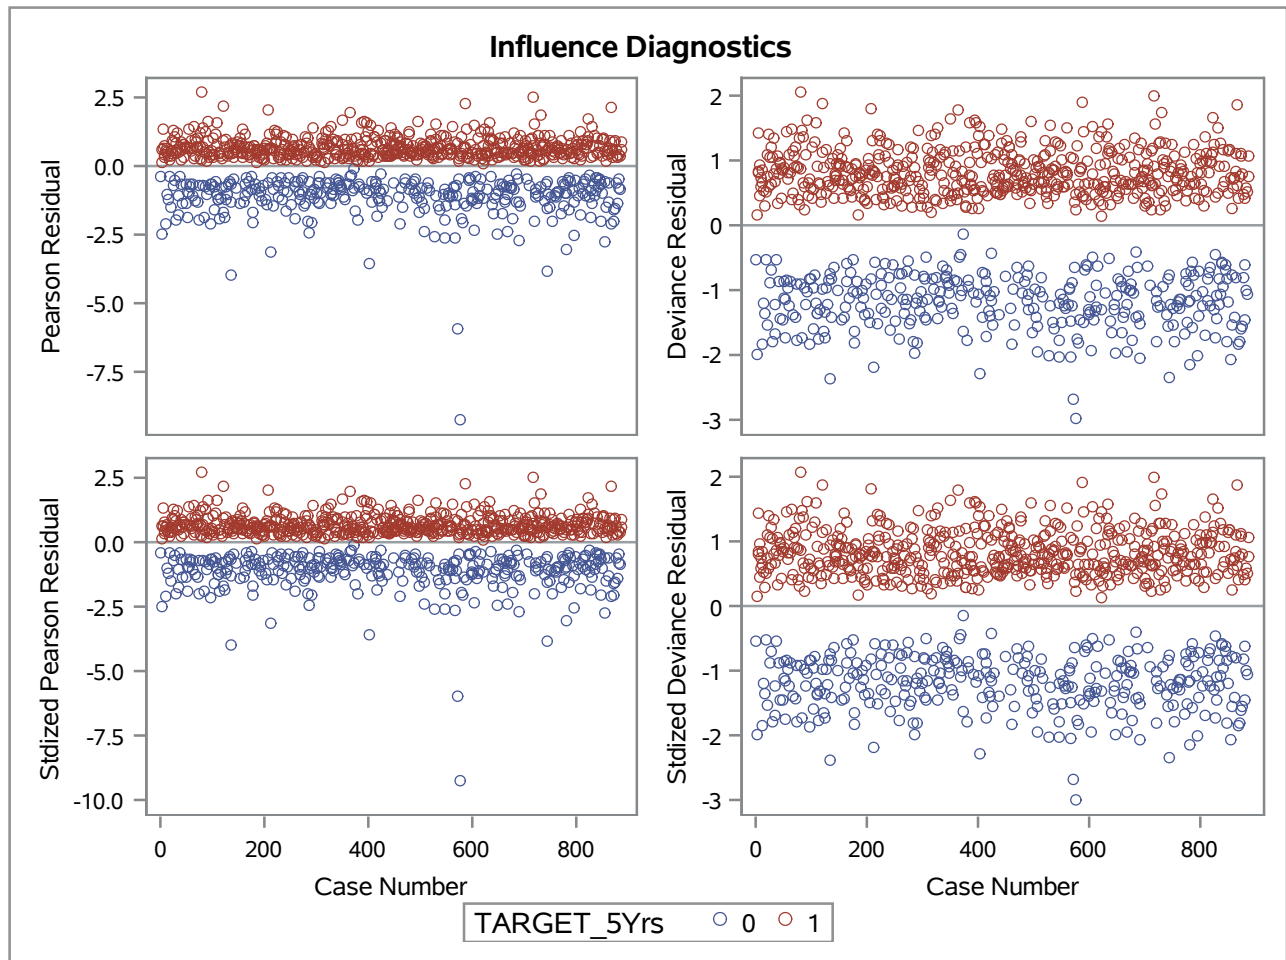 Influence Diagnostics
Pearson Residual
2.5
0.0
-2.5
-5.0
-7.5
Deviance Residual
2
1
0
-1
-2
-3
Stdized Pearson Residual
2.5
0.0
-2.5
-5.0
-7.5
-10.0
0 200 400 600 800
Case Number
Stdized Deviance Residual
2
1
0
-1
-2
-3
0 200 400 600 800
Case Number
TARGET_5Yrs 0 1